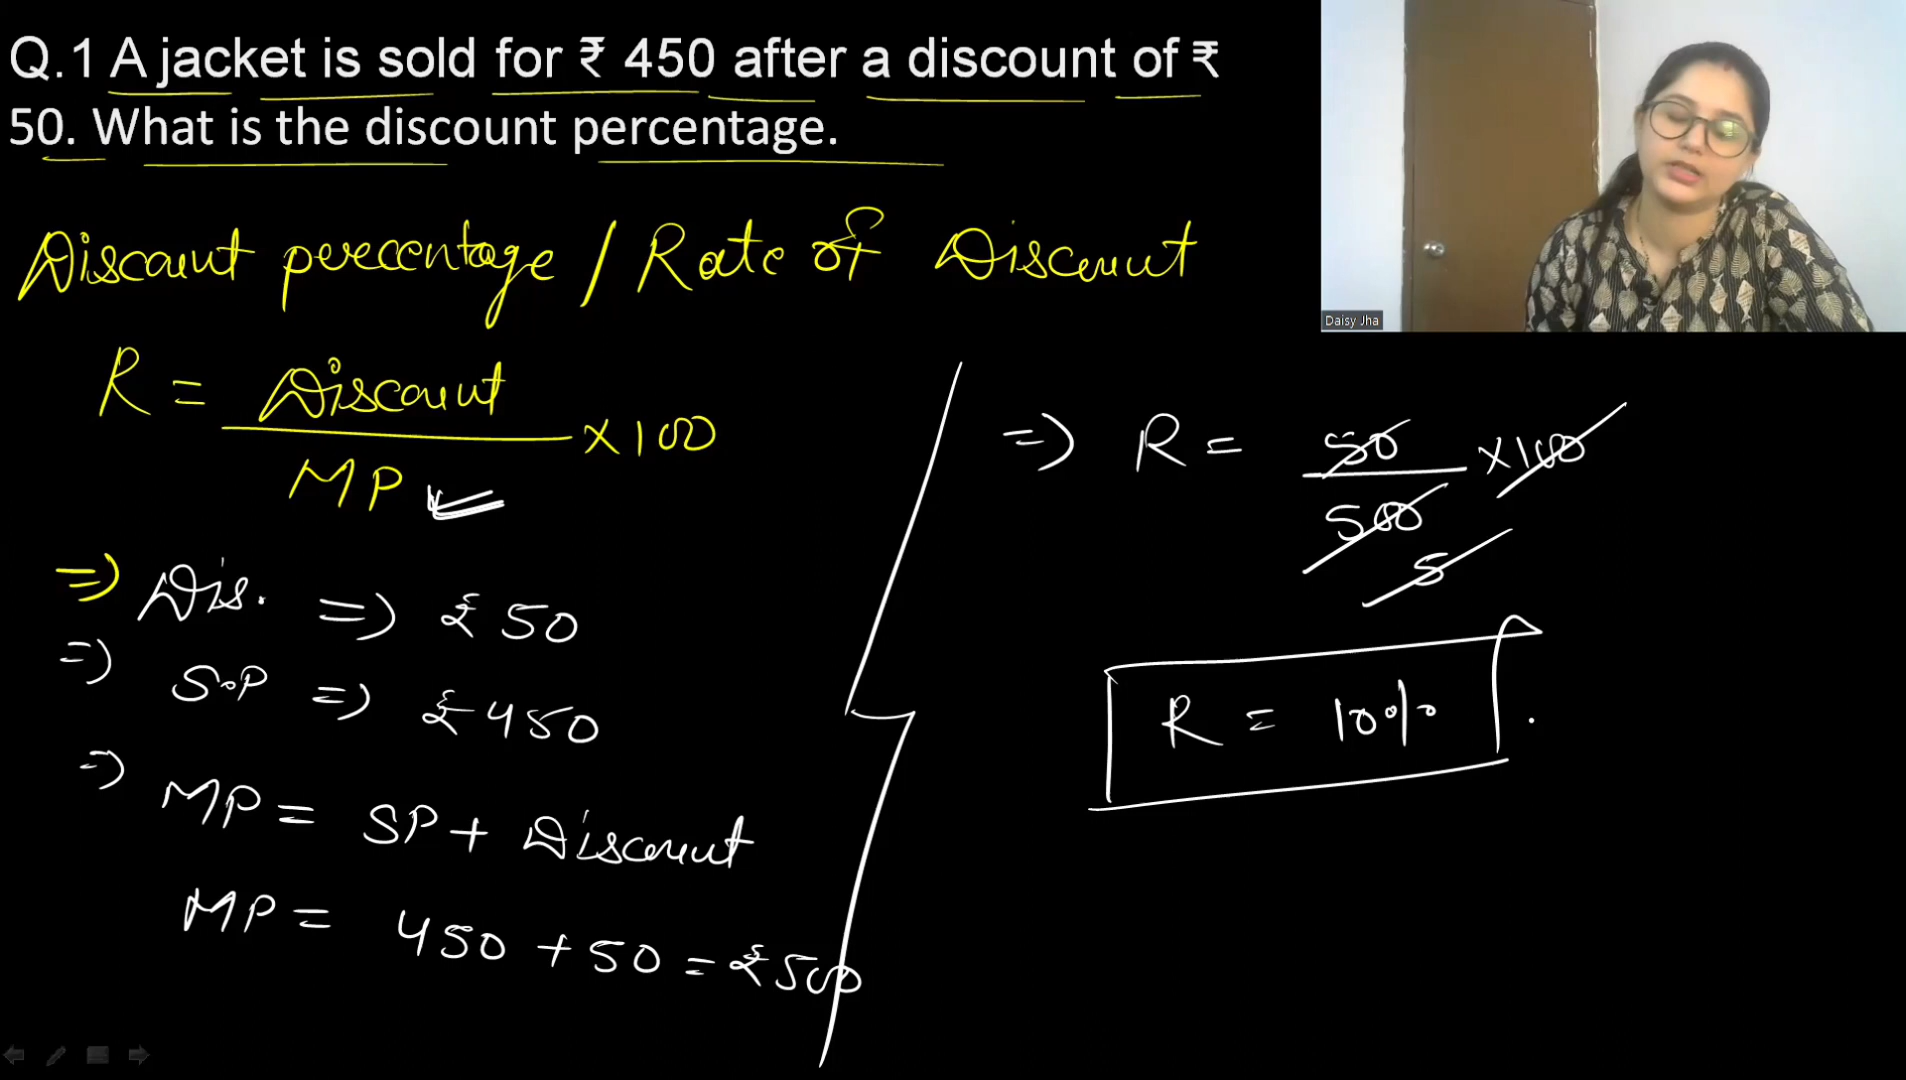 Q.1 A jacket is sold for ₹ 450 after a discount of ₹
50. What is the discount percentage.
Discount percentage / Rate of Discount
R = Discount / MP × 100
=> Dis. => ₹ 50
=> S.P => ₹ 450
=> MP = SP + Discount
MP = 450 + 50 = ₹ 500
=> R = 50 / 500 × 100
5
R = 10%.
Daisy Jha